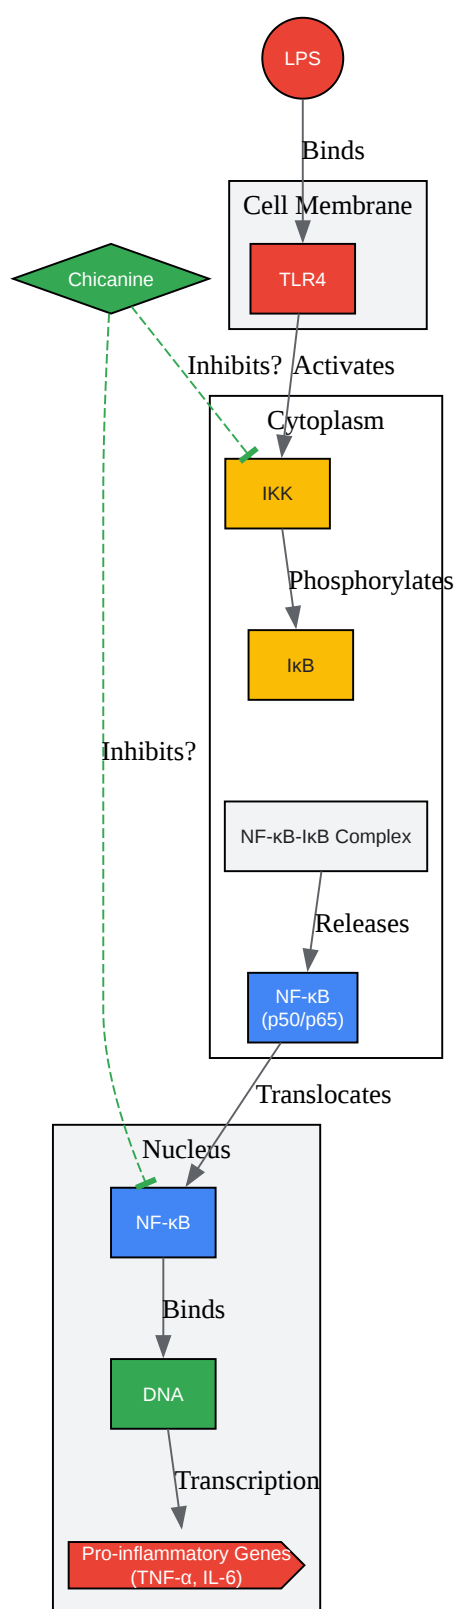 LPS
Binds
Cell Membrane
TLR4
Chicanine
Inhibits?
Activates
Cytoplasm
IKK
Phosphorylates
IκB
Inhibits?
NF-κB-IκB Complex
Releases
NF-κB
(p50/p65)
Translocates
Nucleus
NF-κB
Binds
DNA
Transcription
Pro-inflammatory Genes
(TNF-α, IL-6)